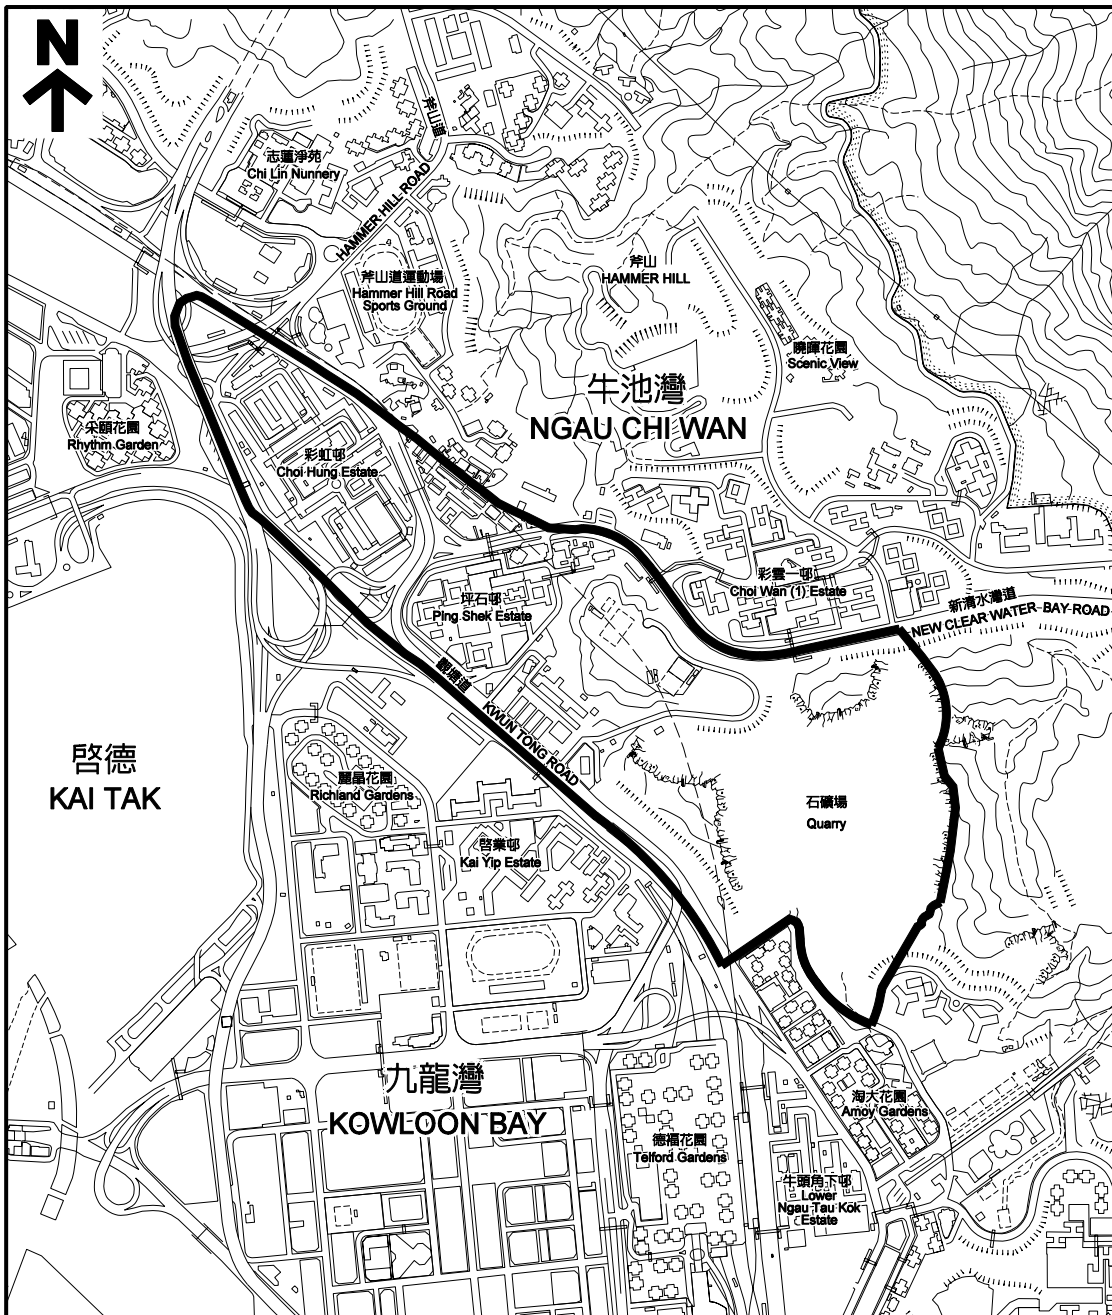 N
斧山道
志蓮淨苑
Chi Lin Nunnery
HAMMER HILL ROAD
斧山道運動場
Hammer Hill Road
Sports Ground
斧山
HAMMER HILL
曉暉花園
Scenic View
牛池灣
NGAU CHI WAN
采頤花園
Rhythm Garden
彩虹邨
Choi Hung Estate
彩雲一邨
Choi Wan (1) Estate
新清水灣道
NEW CLEAR WATER BAY ROAD
坪石邨
Ping Shek Estate
觀塘道
KWUN TONG ROAD
啓德
KAI TAK
麗晶花園
Richland Gardens
石礦場
Quarry
啓業邨
Kai Yip Estate
九龍灣
KOWLOON BAY
淘大花園
Amoy Gardens
德福花園
Telford Gardens
牛頭角下邨
Lower
Ngau Tau Kok
Estate